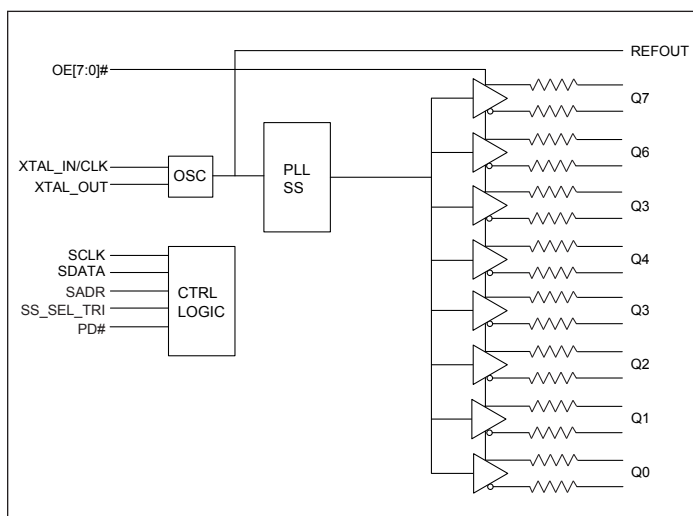 REFOUT
OE[7:0]#
Q7
Q6
XTAL_IN/CLK
OSC
PLL
SS
XTAL_OUT
Q3
SCLK
SDATA
SADR
SS_SEL_TRI
PD#
CTRL
LOGIC
Q4
Q3
Q2
Q1
Q0